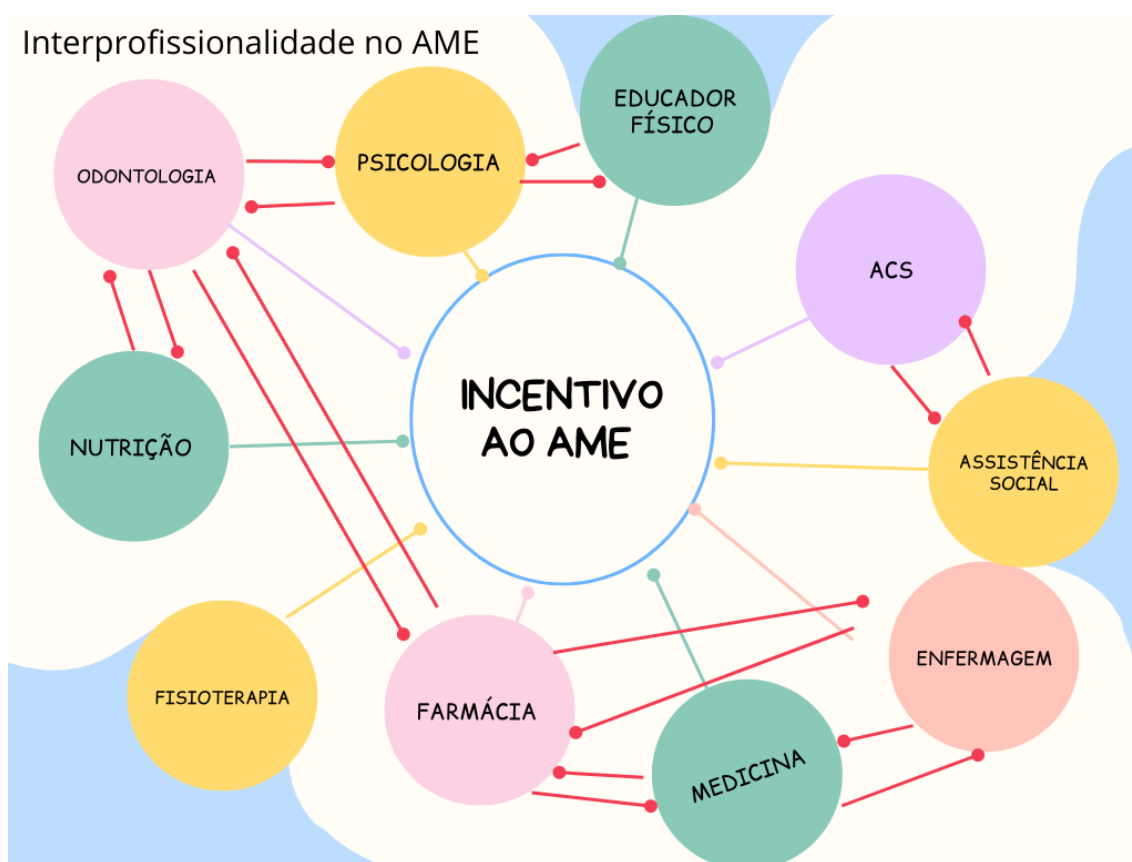 Interprofissionalidade no AME
EDUCADOR
FÍSICO
PSICOLOGIA
ODONTOLOGIA
ACS
INCENTIVO
AO AME
NUTRIÇÃO
ASSISTÊNCIA
SOCIAL
ENFERMAGEM
FISIOTERAPIA
FARMÁCIA
MEDICINA